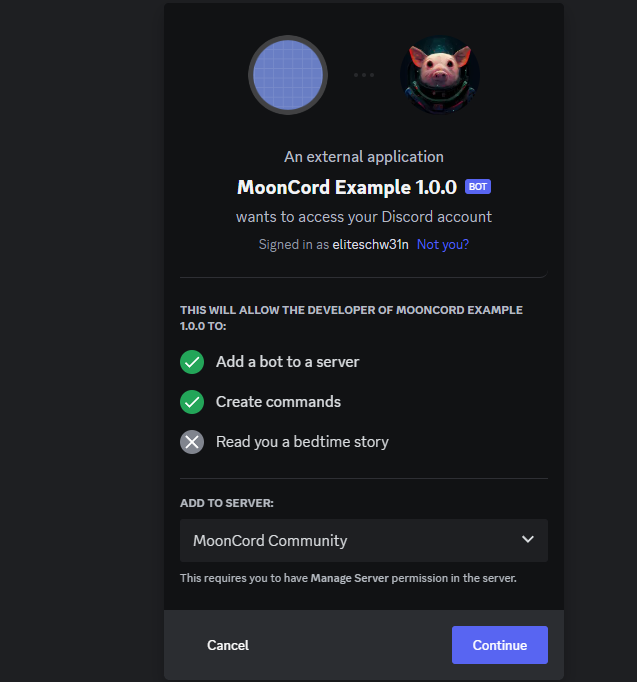 An external application
MoonCord Example 1.0.0 BOT
wants to access your Discord account
Signed in as eliteschw31n Not you?
THIS WILL ALLOW THE DEVELOPER OF MOONCORD EXAMPLE
1.0.0 TO:
Add a bot to a server
Create commands
Read you a bedtime story
ADD TO SERVER:
MoonCord Community
This requires you to have Manage Server permission in the server.
Cancel Continue